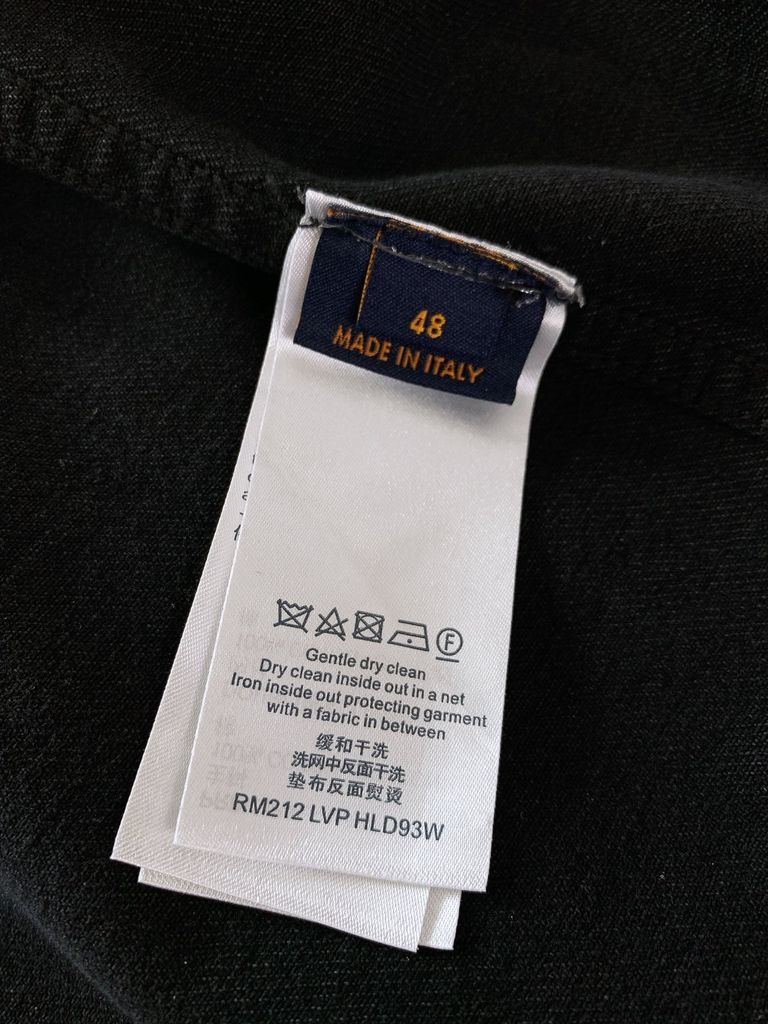 48
MADE IN ITALY
F
Gentle dry clean
Dry clean inside out in a net
Iron inside out protecting garment
with a fabric in between
缓和干洗
洗网中反面干洗
垫布反面熨烫
RM212 LVP HLD93W